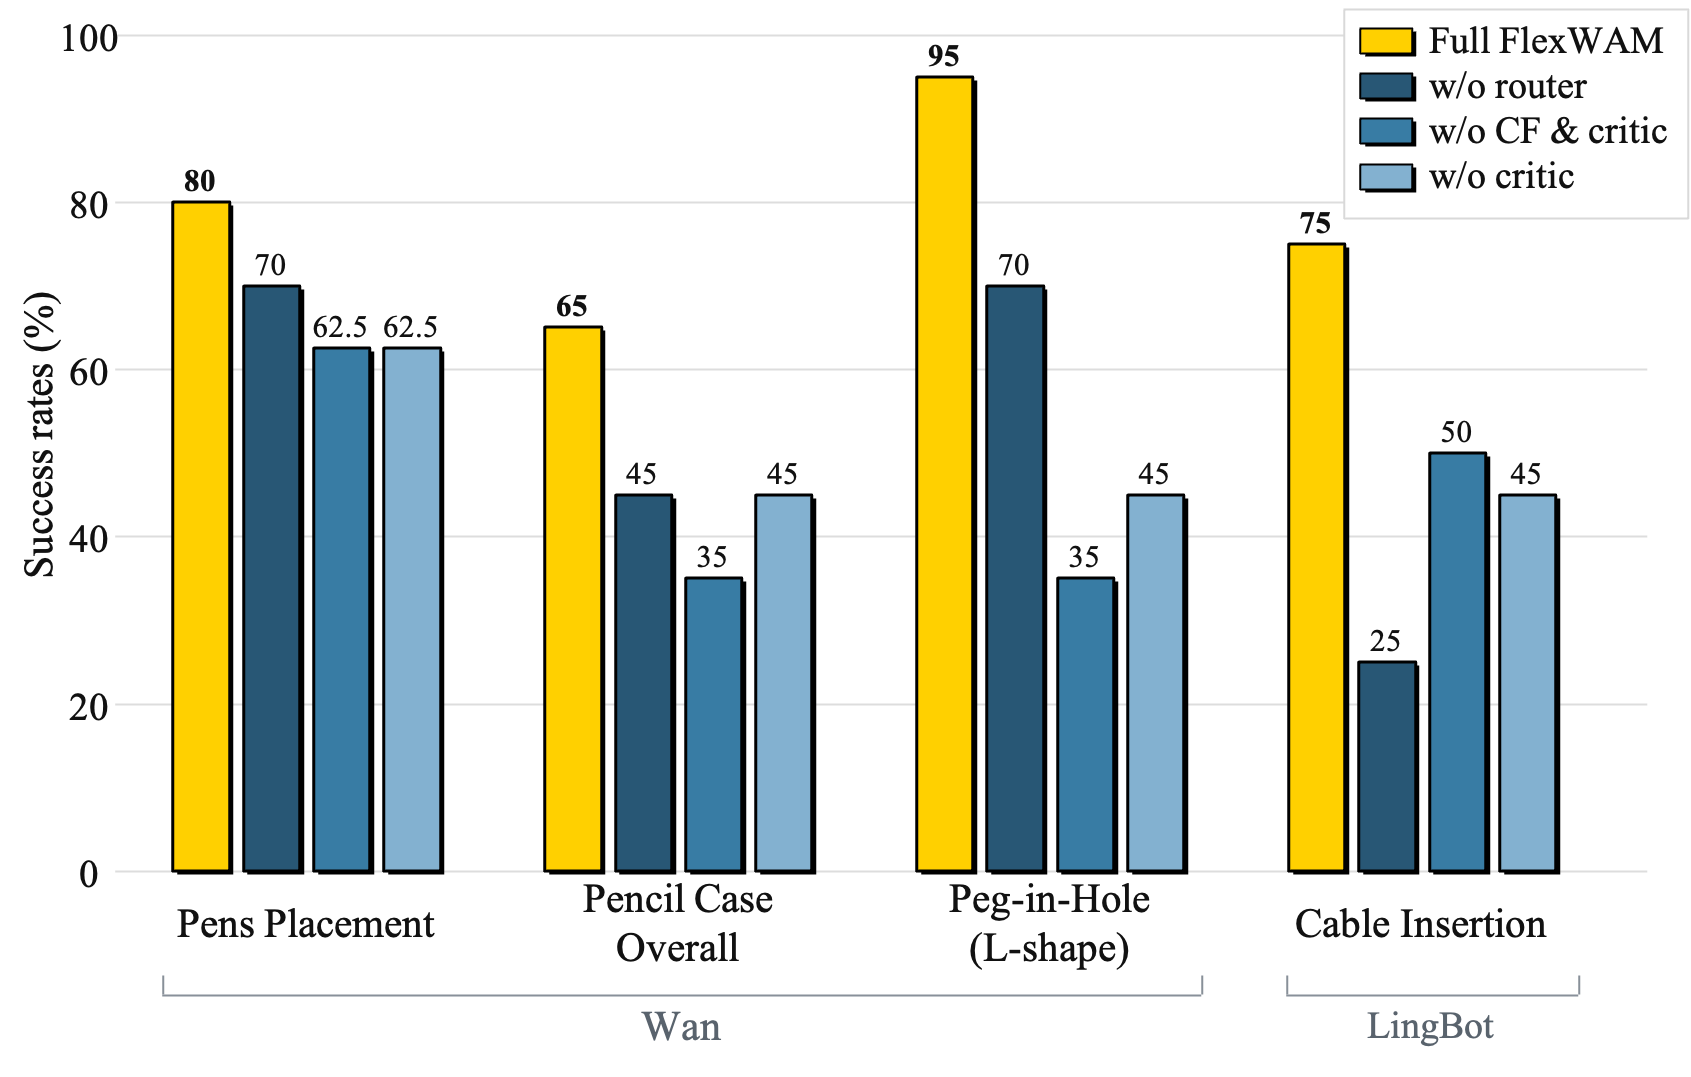 100
80
60
40
20
0
Success rates (%)
Full FlexWAM
w/o router
w/o CF & critic
w/o critic
80
70
62.5
62.5
65
45
35
45
95
70
35
45
75
25
50
45
Pens Placement
Pencil Case
Overall
Peg-in-Hole
(L-shape)
Cable Insertion
Wan
LingBot